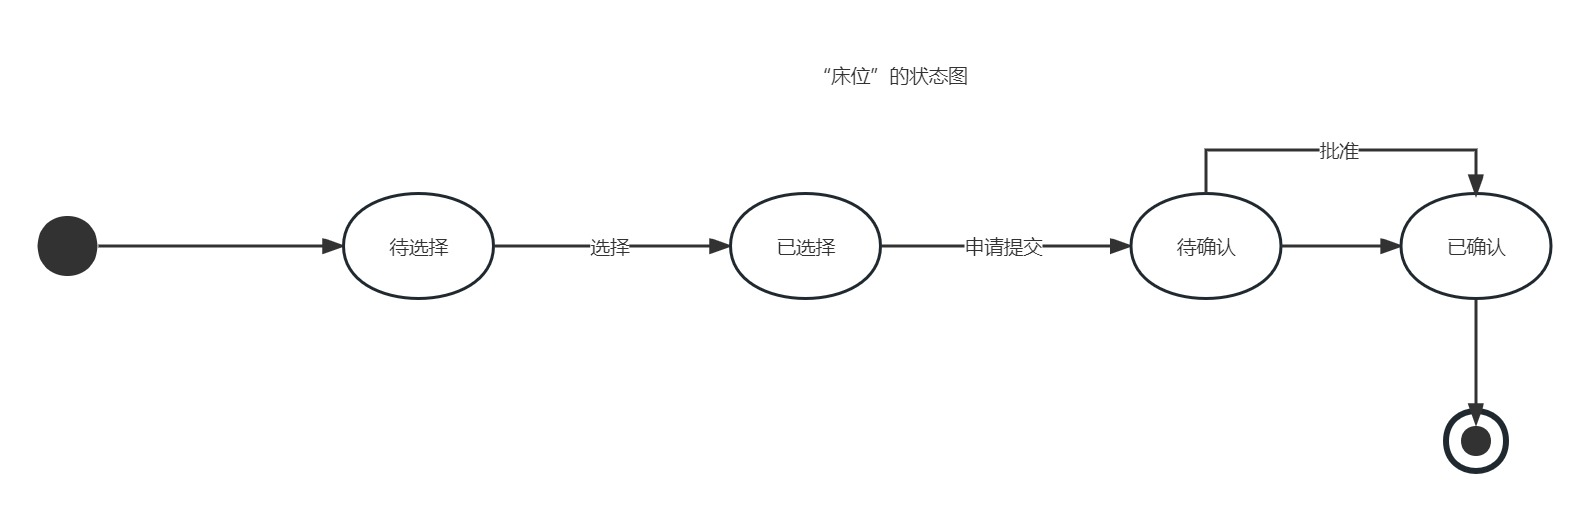 “床位”的状态图
批准
待选择
选择
已选择
申请提交
待确认
已确认